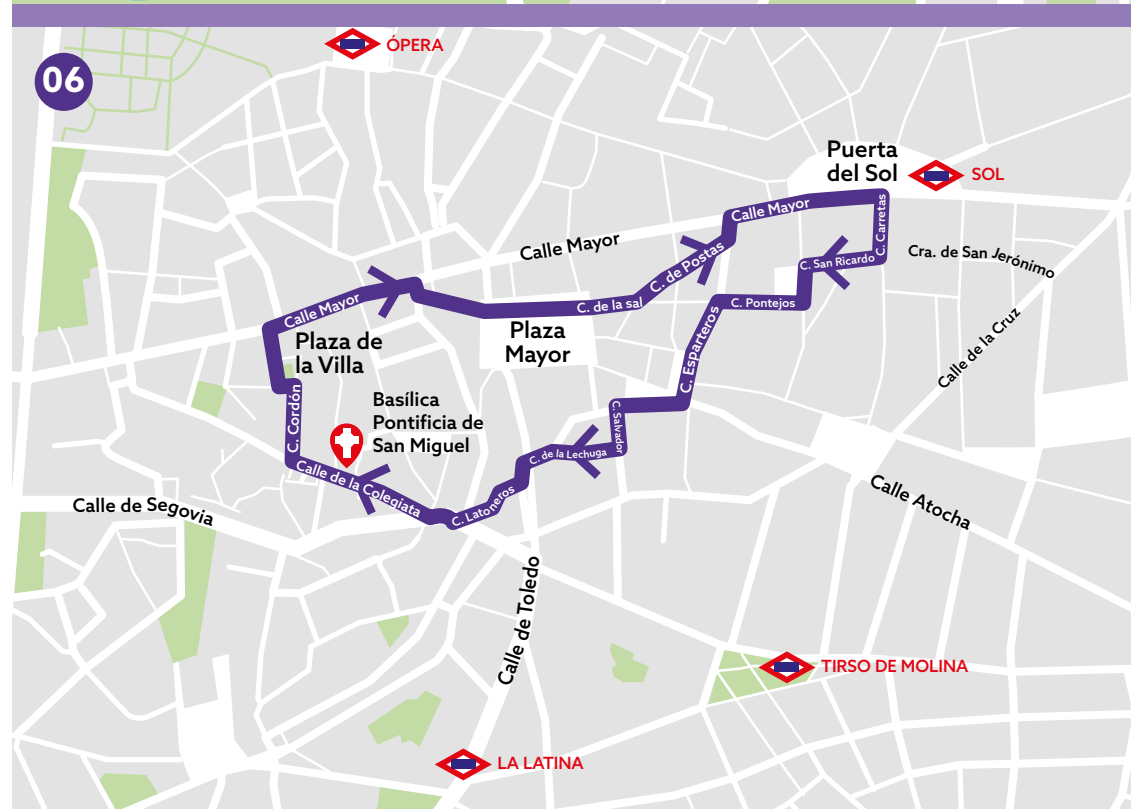 ÓPERA
06
Puerta
del Sol
SOL
Calle Mayor
C. Carretas
Calle Mayor
C. de Postas
C. San Ricardo
Cra. de San Jerónimo
Calle Mayor
C. de la sal
C. Pontejos
Plaza de
la Villa
Plaza
Mayor
C. Esparteros
Calle de la Cruz
C. Cordón
Basílica
Pontificia de
San Miguel
C. Salvador
C. de la Lechuga
Calle de la Colegiata
C. Latoneros
Calle de Segovia
Calle Atocha
Calle de Toledo
TIRSO DE MOLINA
LA LATINA